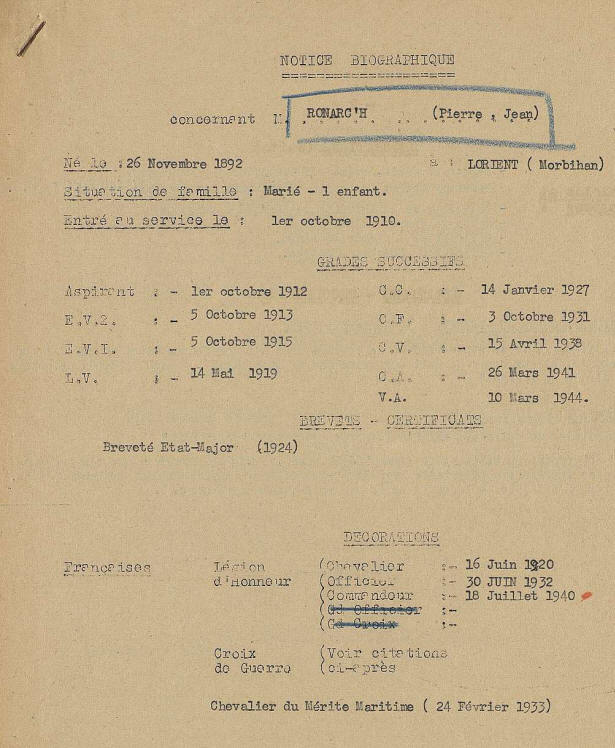 NOTICE BIOGRAPHIQUE
concernant M. RONARC'H (Pierre, Jean)
Né le : 26 Novembre 1892 à : LORIENT ( Morbihan)
Situation de famille : Marié - 1 enfant.
Entré au service le : 1er octobre 1910.
GRADES SUCCESSIFS
Aspirant : - 1er octobre 1912 C.C. : - 14 Janvier 1927
E.V.2. : - 5 Octobre 1913 C.F. : - 3 Octobre 1931
E.V.I. : - 5 Octobre 1915 C.V. : - 15 Avril 1938
L.V. : - 14 Mai 1919 C.A. : - 26 Mars 1941
V.A. 10 Mars 1944.
BREVETS - CERTIFICATS
Breveté Etat-Major (1924)
DECORATIONS
Françaises Légion (Chevalier :- 16 Juin 1920
d'Honneur (Officier :- 30 JUIN 1932
(Commandeur :- 18 Juillet 1940
(Gd Officier :-
(Gd Croix :-
Croix (Voir citations
de Guerre (ci-après
Chevalier du Mérite Maritime ( 24 Février 1933)